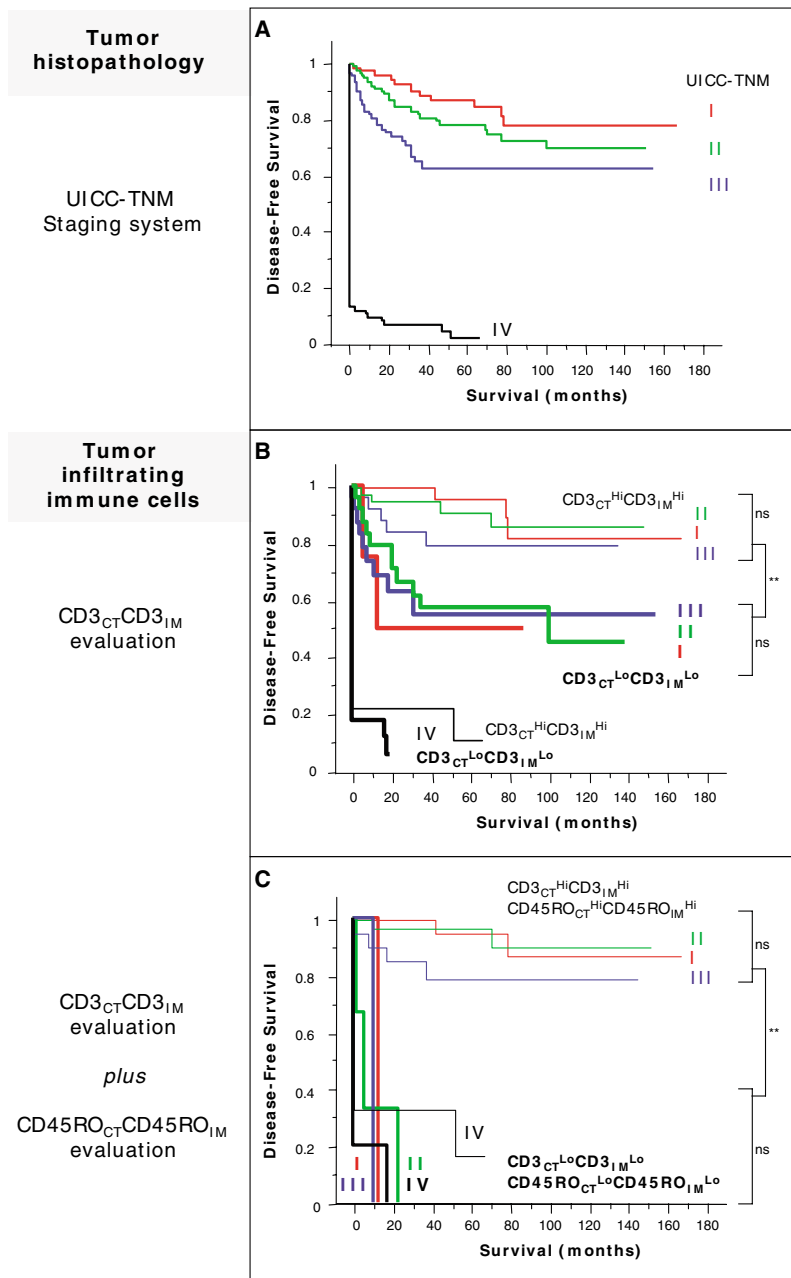 Tumor
histopathology
UICC-TNM
Staging system
A
Disease-Free Survival
1
0.8
0.6
0.4
0.2
0
UICC-TNM
I
II
III
IV
0 20 40 60 80 100 120 140 160 180
Survival (months)
Tumor
infiltrating
immune cells
CD3CTCD3IM
evaluation
B
Disease-Free Survival
1
0.8
0.6
0.4
0.2
0
CD3CTHiCD3IMHi
II
I
III
ns
**
III
II
I
ns
CD3CTLoCD3IMLo
IV
CD3CTHiCD3IMHi
CD3CTLoCD3IMLo
0 20 40 60 80 100 120 140 160 180
Survival (months)
CD3CTCD3IM
evaluation
plus
CD45ROCTCD45ROIM
evaluation
C
Disease-Free Survival
1
0.8
0.6
0.4
0.2
0
CD3CTHiCD3IMHi
CD45ROCTHiCD45ROIMHi
II
I
III
ns
**
ns
IV
I
II
III
IV
CD3CTLoCD3IMLo
CD45ROCTLoCD45ROIMLo
0 20 40 60 80 100 120 140 160 180
Survival (months)